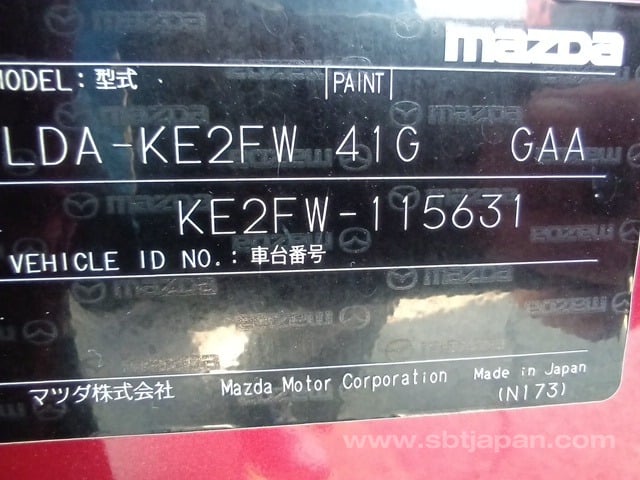 mazda
MODEL: 型式 PAINT
LDA-KE2FW 41G GAA
KE2FW-115631
VEHICLE ID NO.: 車台番号
マツダ株式会社 Mazda Motor Corporation Made in Japan
(N173)
www.sbtjapan.com